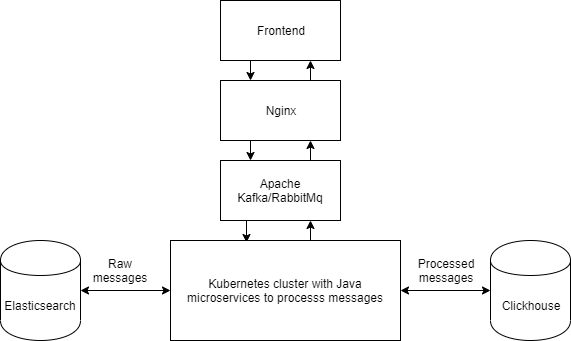 Frontend
Nginx
Apache
Kafka/RabbitMq
Raw
messages
Processed
messages
Elasticsearch
Kubernetes cluster with Java
microservices to processs messages
Clickhouse